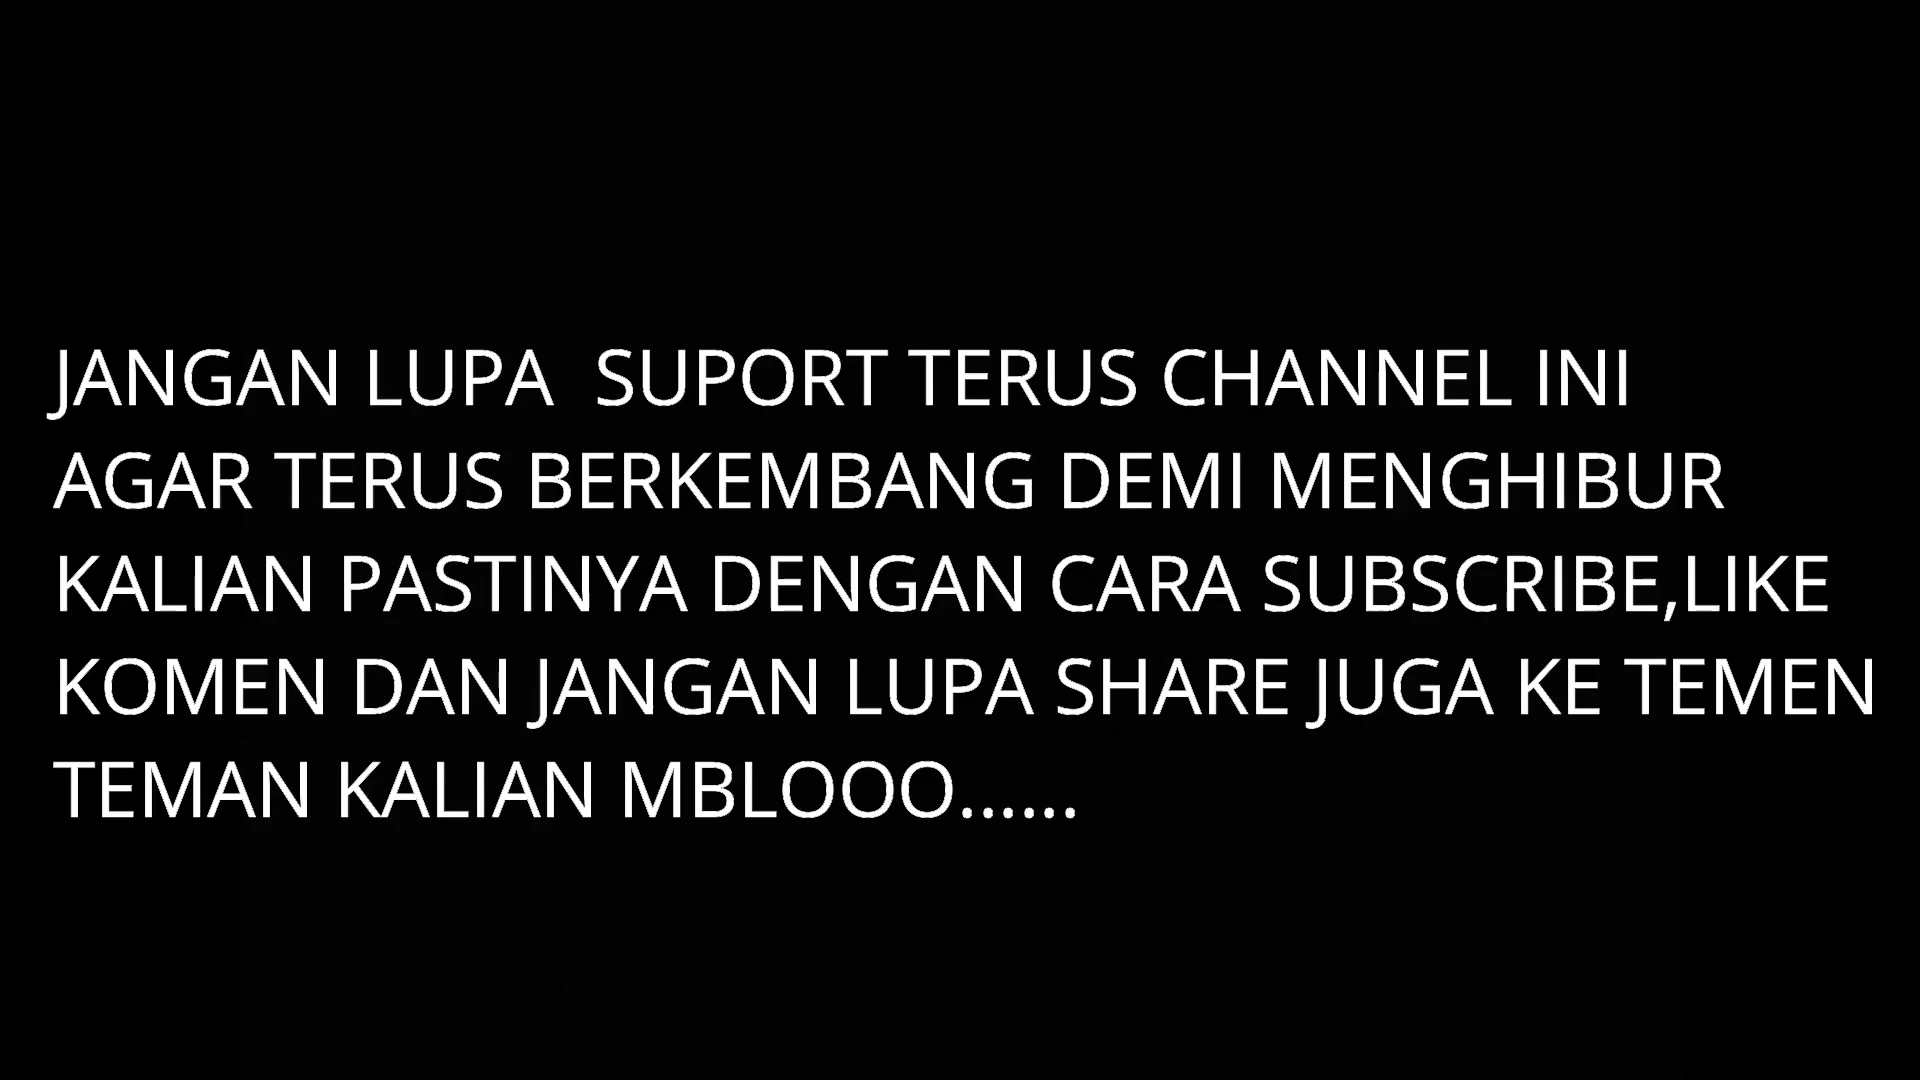 JANGAN LUPA  SUPORT TERUS CHANNEL INI
AGAR TERUS BERKEMBANG DEMI MENGHIBUR
KALIAN PASTINYA DENGAN CARA SUBSCRIBE,LIKE
KOMEN DAN JANGAN LUPA SHARE JUGA KE TEMEN
TEMAN KALIAN MBLOOO......